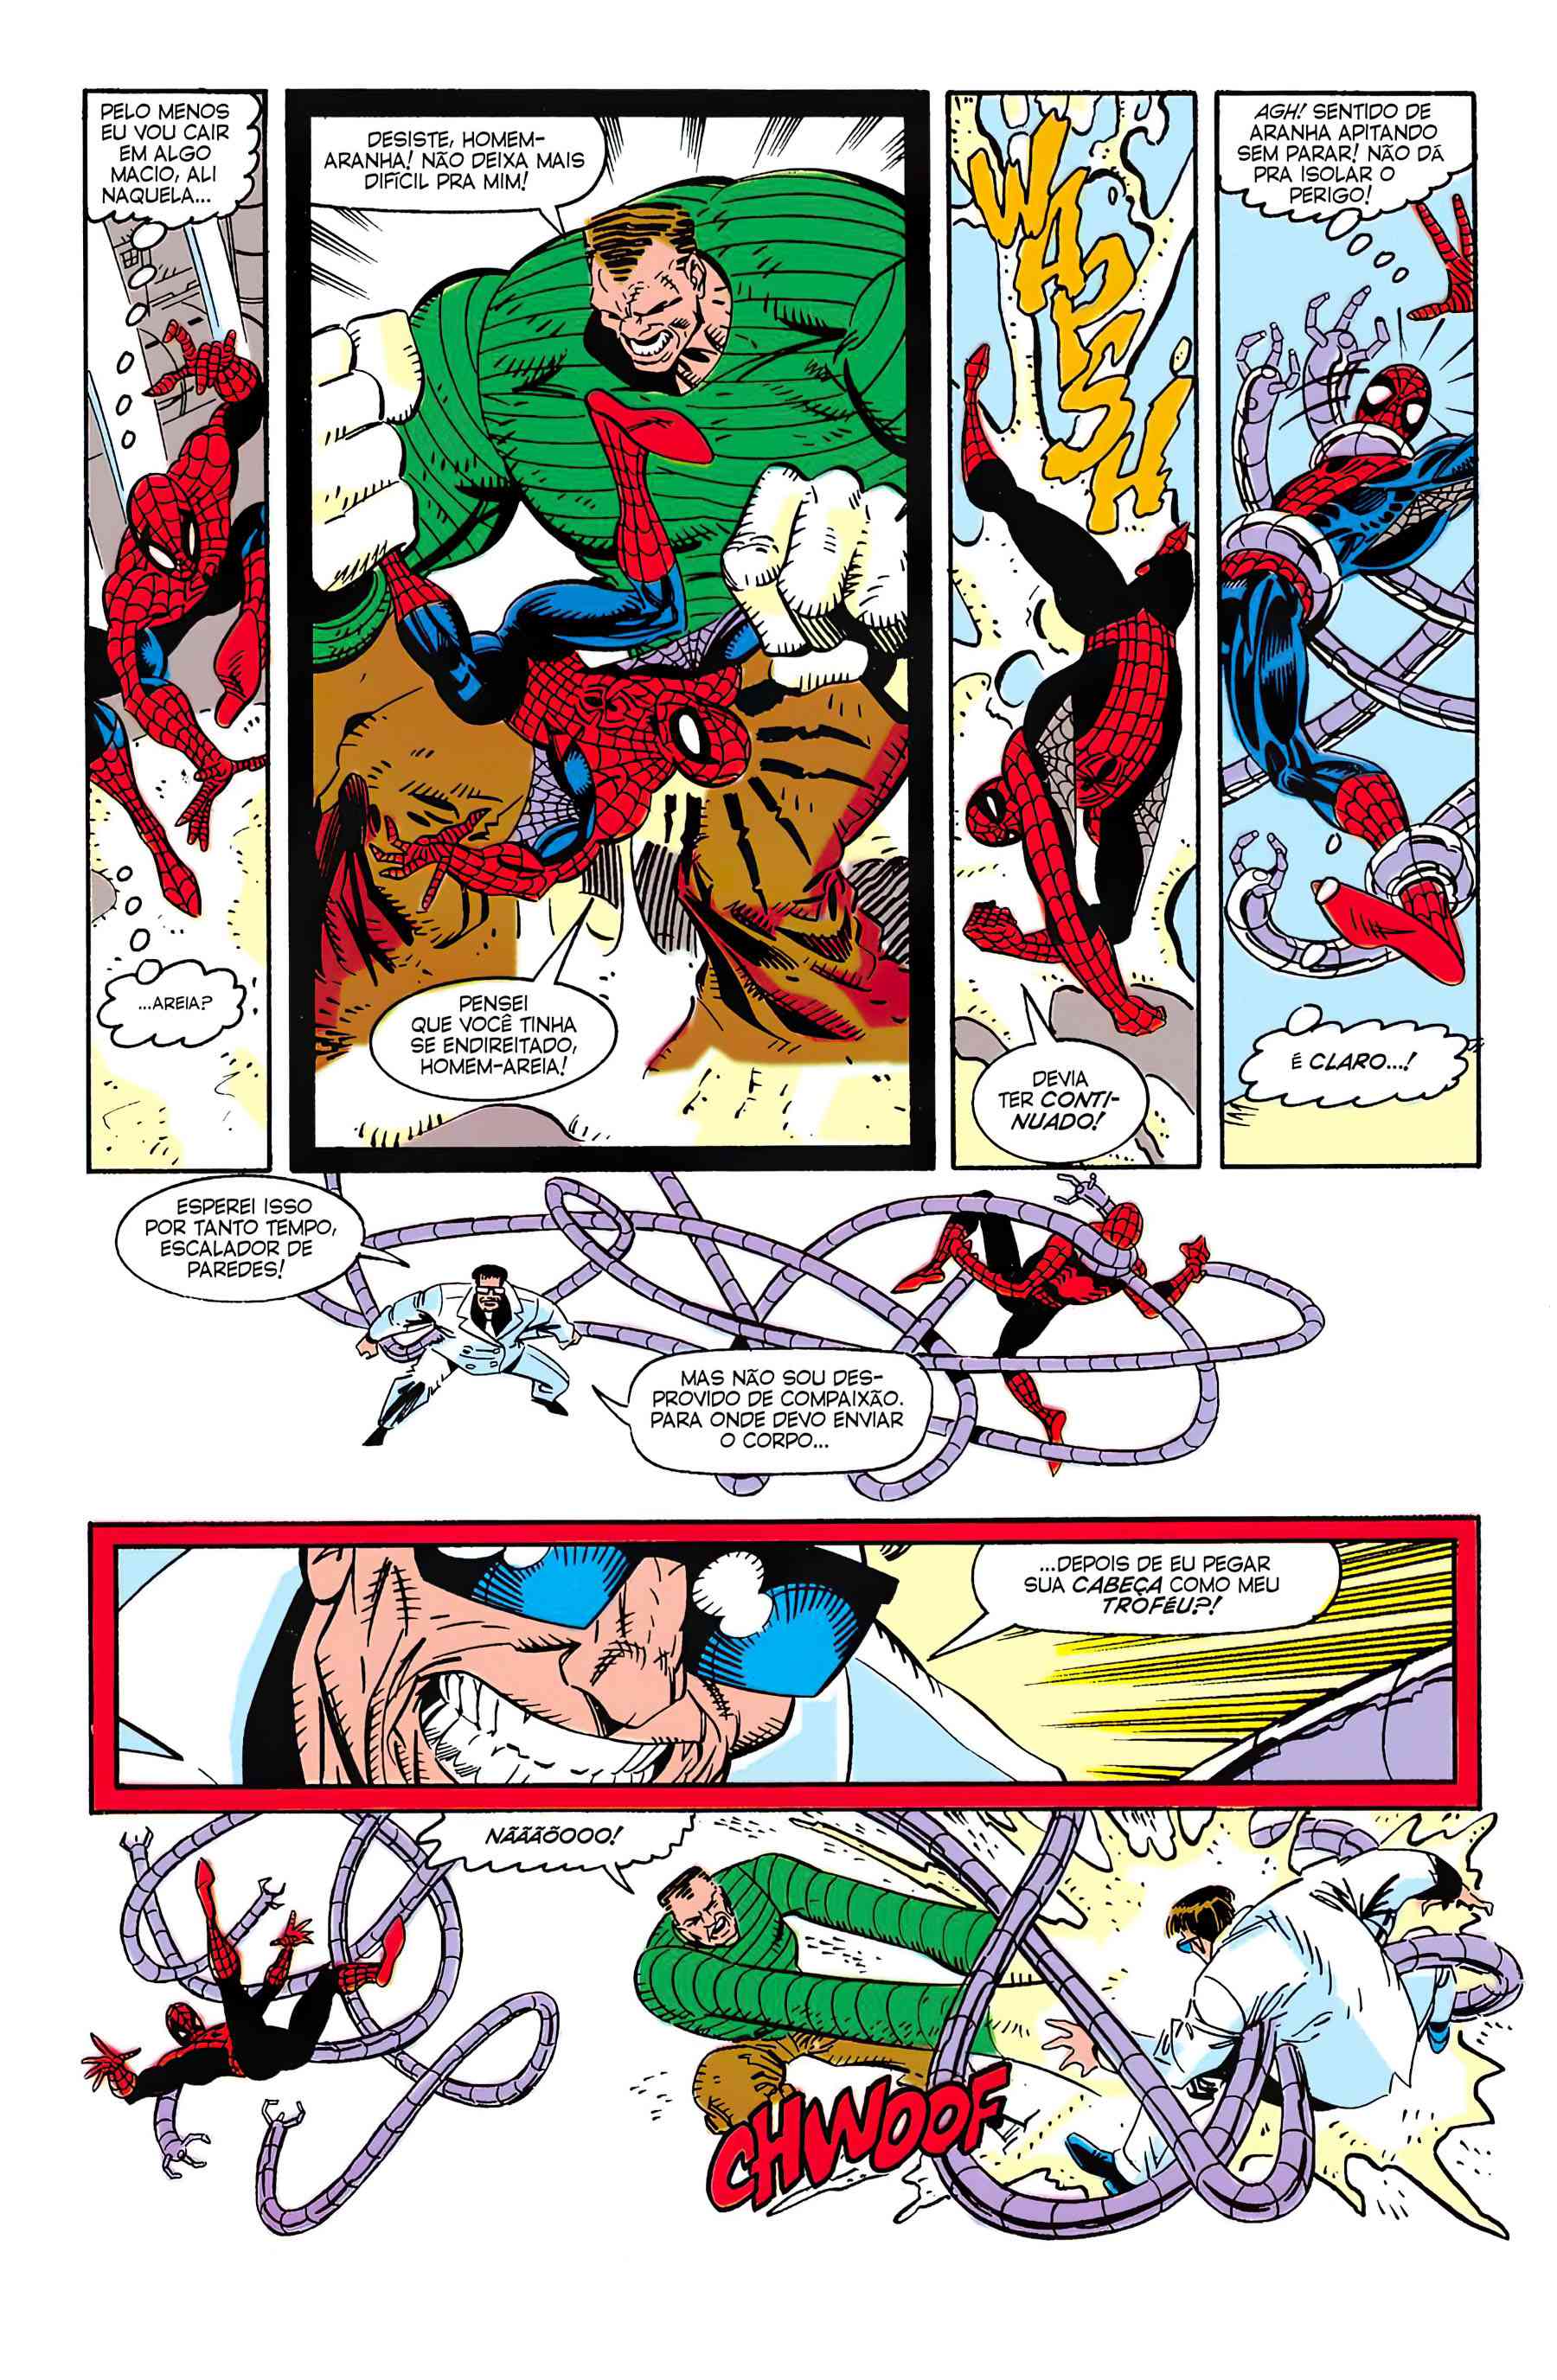 PELO MENOS
EU VOU CAIR
EM ALGO
MACIO, ALI
NAQUELA...
...AREIA?
DESISTE, HOMEM-
ARANHA! NÃO DEIXA MAIS
DIFÍCIL PRA MIM!
PENSEI
QUE VOCÊ TINHA
SE ENDIREITADO,
HOMEM-AREIA!
WAPSSH
DEVIA
TER CONTI-
NUADO!
AGH! SENTIDO DE
ARANHA APITANDO
SEM PARAR! NÃO DÁ
PRA ISOLAR O
PERIGO!
É CLARO...!
ESPEREI ISSO
POR TANTO TEMPO,
ESCALADOR DE
PAREDES!
MAS NÃO SOU DES-
PROVIDO DE COMPAIXÃO.
PARA ONDE DEVO ENVIAR
O CORPO...
...DEPOIS DE EU PEGAR
SUA CABEÇA COMO MEU
TROFÉU?!
NÃÃÃÕOOO!
CHWOOF